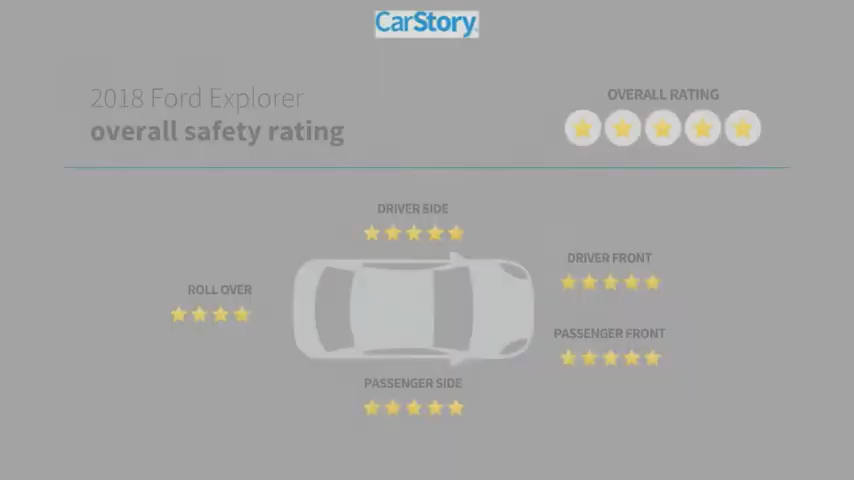 CarStory
2018 Ford Explorer
overall safety rating
OVERALL RATING
DRIVER SIDE
DRIVER FRONT
ROLL OVER
PASSENGER FRONT
PASSENGER SIDE